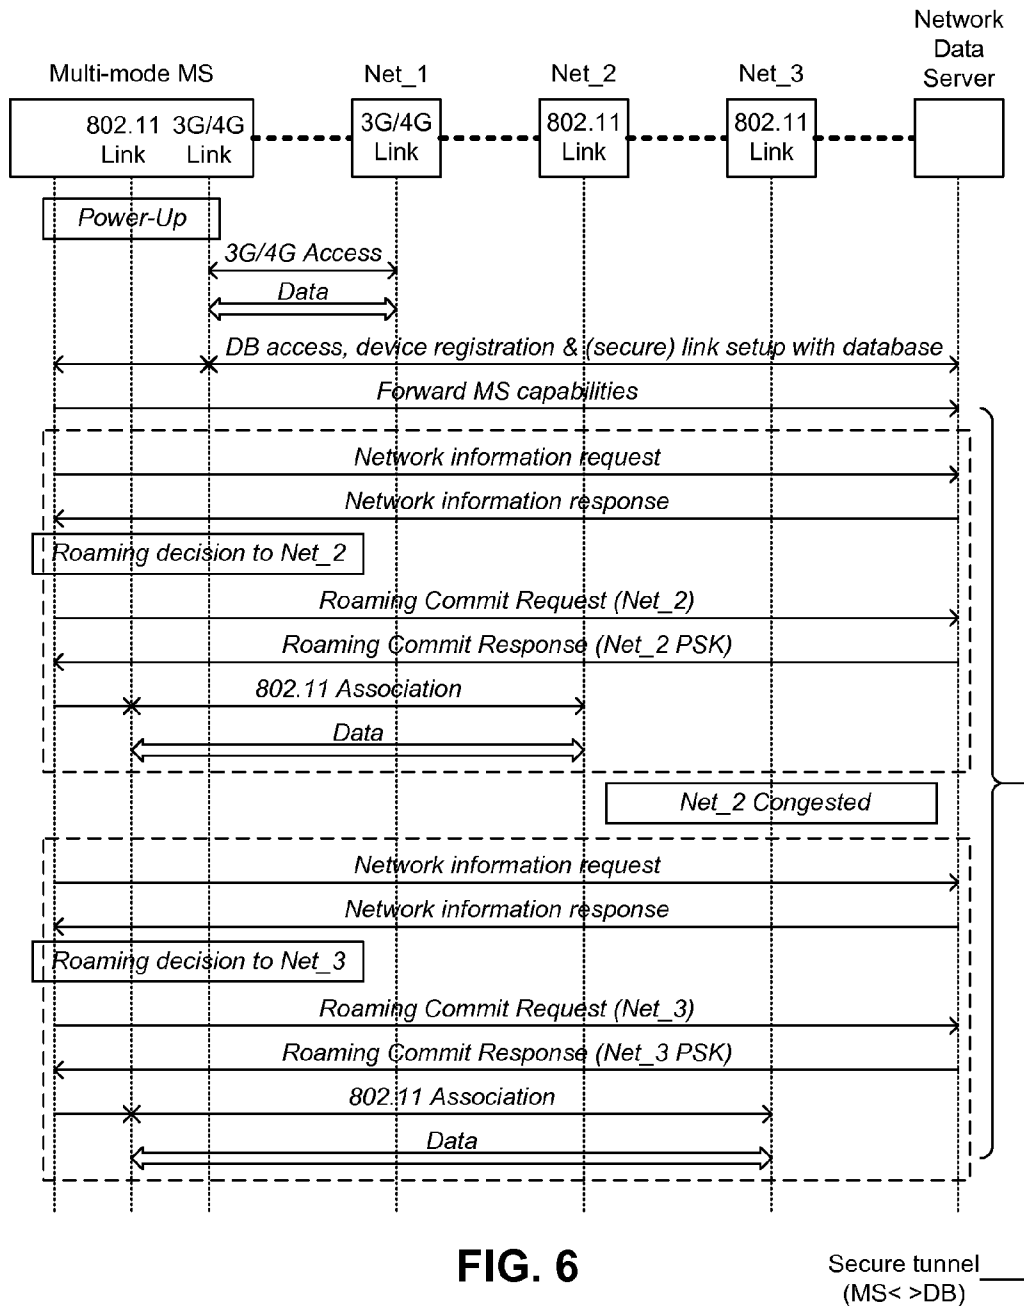 Network
Data
Server
Multi-mode MS
Net_1
Net_2
Net_3
802.11 3G/4G
Link Link
3G/4G
Link
802.11
Link
802.11
Link
Power-Up
3G/4G Access
Data
DB access, device registration & (secure) link setup with database
Forward MS capabilities
Network information request
Network information response
Roaming decision to Net_2
Roaming Commit Request (Net_2)
Roaming Commit Response (Net_2 PSK)
802.11 Association
Data
Net_2 Congested
Network information request
Network information response
Roaming decision to Net_3
Roaming Commit Request (Net_3)
Roaming Commit Response (Net_3 PSK)
802.11 Association
Data
FIG. 6
Secure tunnel
(MS< >DB)